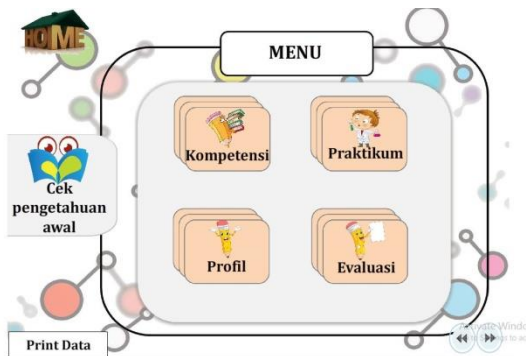 HOME
MENU
Kompetensi
Praktikum
Cek
pengetahuan
awal
Profil
Evaluasi
Print Data